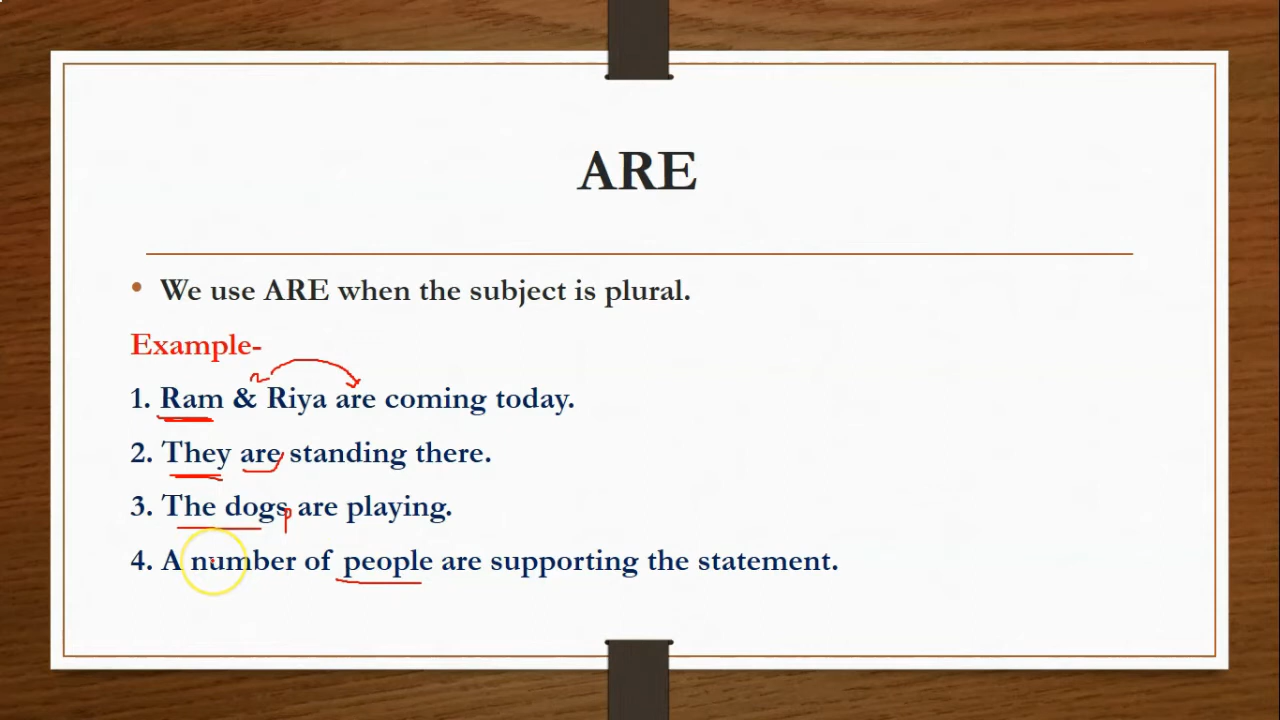 ARE
• We use ARE when the subject is plural.
Example-
1. Ram & Riya are coming today.
2. They are standing there.
3. The dogs are playing.
4. A number of people are supporting the statement.